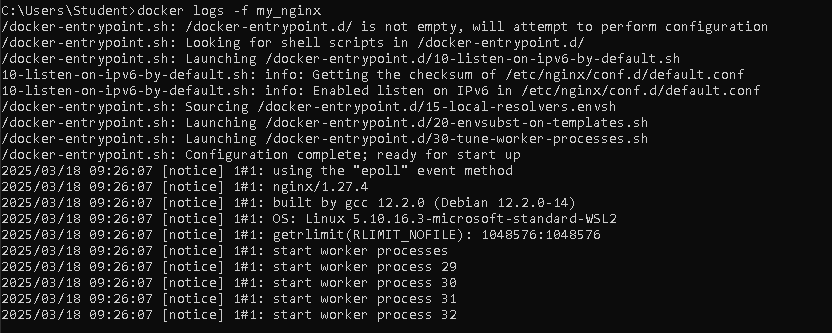 C:\Users\Student>docker logs -f my_nginx
/docker-entrypoint.sh: /docker-entrypoint.d/ is not empty, will attempt to perform configuration
/docker-entrypoint.sh: Looking for shell scripts in /docker-entrypoint.d/
/docker-entrypoint.sh: Launching /docker-entrypoint.d/10-listen-on-ipv6-by-default.sh
10-listen-on-ipv6-by-default.sh: info: Getting the checksum of /etc/nginx/conf.d/default.conf
10-listen-on-ipv6-by-default.sh: info: Enabled listen on IPv6 in /etc/nginx/conf.d/default.conf
/docker-entrypoint.sh: Sourcing /docker-entrypoint.d/15-local-resolvers.envsh
/docker-entrypoint.sh: Launching /docker-entrypoint.d/20-envsubst-on-templates.sh
/docker-entrypoint.sh: Launching /docker-entrypoint.d/30-tune-worker-processes.sh
/docker-entrypoint.sh: Configuration complete; ready for start up
2025/03/18 09:26:07 [notice] 1#1: using the "epoll" event method
2025/03/18 09:26:07 [notice] 1#1: nginx/1.27.4
2025/03/18 09:26:07 [notice] 1#1: built by gcc 12.2.0 (Debian 12.2.0-14)
2025/03/18 09:26:07 [notice] 1#1: OS: Linux 5.10.16.3-microsoft-standard-WSL2
2025/03/18 09:26:07 [notice] 1#1: getrlimit(RLIMIT_NOFILE): 1048576:1048576
2025/03/18 09:26:07 [notice] 1#1: start worker processes
2025/03/18 09:26:07 [notice] 1#1: start worker process 29
2025/03/18 09:26:07 [notice] 1#1: start worker process 30
2025/03/18 09:26:07 [notice] 1#1: start worker process 31
2025/03/18 09:26:07 [notice] 1#1: start worker process 32